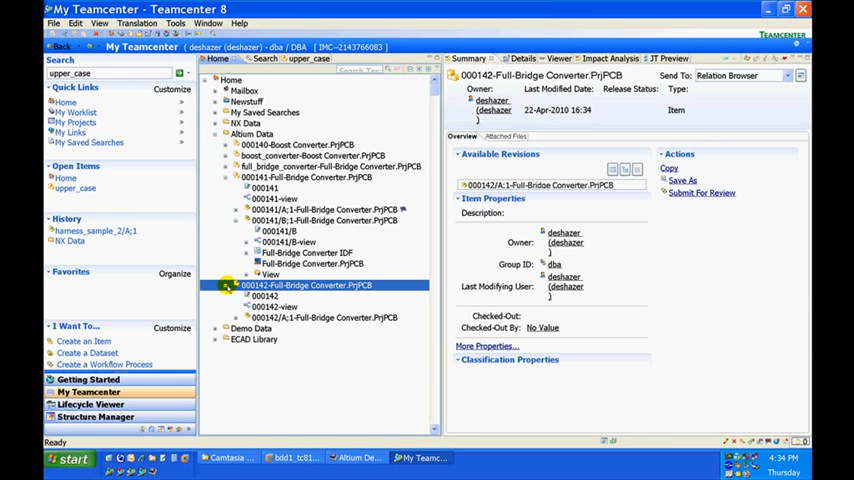 My Teamcenter - Teamcenter 8
File Edit View Translation Tools Window Help
TEAMCENTER
Back My Teamcenter ( deshazer (deshazer) - dba / DBA ) [ IMC--2143766083 ]
Search
upper_case
Quick Links Customize
Home
My Worklist
My Projects
My Links
My Saved Searches
Open Items
Home
upper_case
History
harness_sample_2/A;1
NX Data
Favorites Organize
I Want To... Customize
Create an Item
Create a Dataset
Create a Workflow Process
Getting Started
My Teamcenter
Lifecycle Viewer
Structure Manager
Home Search upper_case
Home
Mailbox
Newstuff
My Saved Searches
NX Data
Altium Data
000140-Boost Converter.PrjPCB
boost_converter-Boost Converter.PrjPCB
full_bridge_converter-Full-Bridge Converter.PrjPCB
000141-Full-Bridge Converter.PrjPCB
000141
000141-view
000141/A;1-Full-Bridge Converter.PrjPCB
000141/B;1-Full-Bridge Converter.PrjPCB
000141/B
000141/B-view
Full-Bridge Converter IDF
Full-Bridge Converter.PrjPCB
View
000142-Full-Bridge Converter.PrjPCB
000142
000142-view
000142/A;1-Full-Bridge Converter.PrjPCB
Demo Data
ECAD Library
Summary Details Viewer Impact Analysis JT Preview
000142-Full-Bridge Converter.PrjPCB Send To: Relation Browser
Owner: Last Modified Date: Release Status: Type:
deshazer
(deshazer
)
22-Apr-2010 16:34 Item
Overview Attached Files
Available Revisions
000142/A;1-Full-Bridge Converter.PrjPCB
Actions
Copy
Save As
Submit For Review
Item Properties
Description:
Owner: deshazer
(deshazer
)
Group ID: dba
Last Modifying User: deshazer
(deshazer
)
Checked-Out:
Checked-Out By: No Value
More Properties...
Classification Properties
Ready
start Camtasia bdd1_tc81... Altium De... My Teamc...
4:34 PM
Thursday